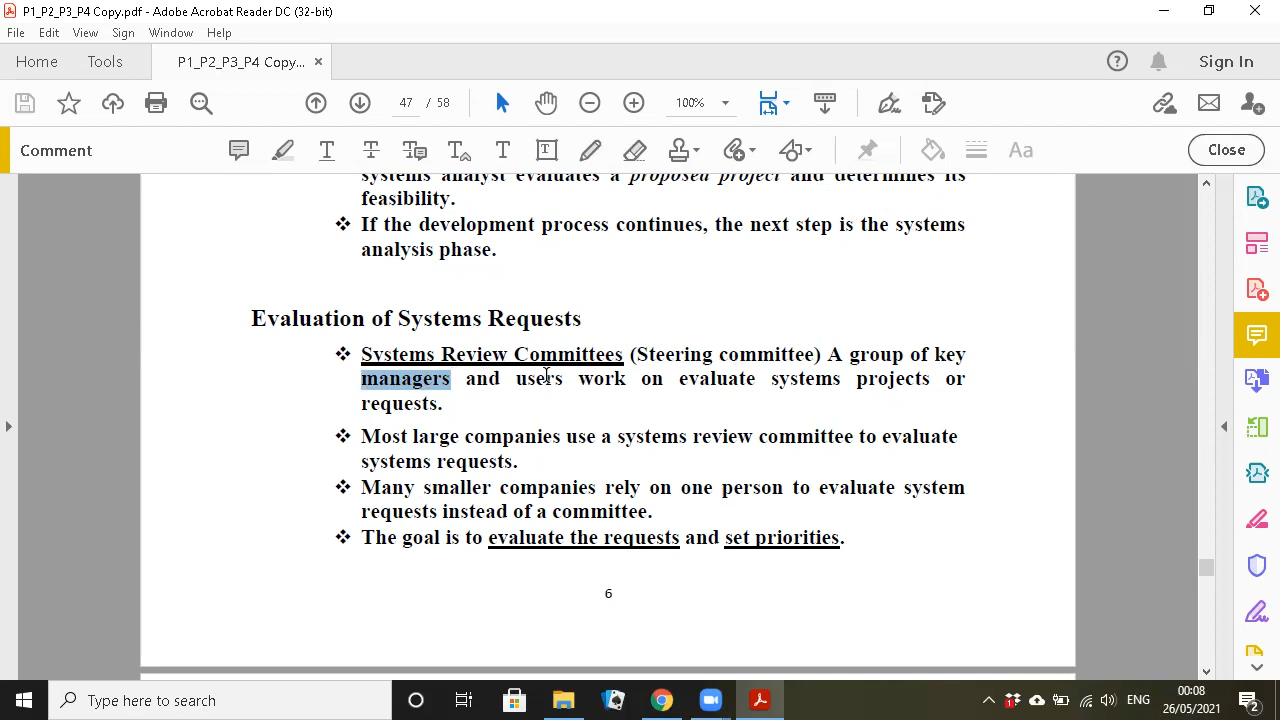 P1_P2_P3_P4 Copy.pdf - Adobe Acrobat Reader DC (32-bit)
File Edit View Sign Window Help
Home Tools P1_P2_P3_P4 Copy... × Sign In
47 / 58 100%
Comment Aa Close
systems analyst evaluates a proposed project and determines its
feasibility.
❖ If the development process continues, the next step is the systems
analysis phase.
Evaluation of Systems Requests
❖ Systems Review Committees (Steering committee) A group of key
managers and users work on evaluate systems projects or
requests.
❖ Most large companies use a systems review committee to evaluate
systems requests.
❖ Many smaller companies rely on one person to evaluate system
requests instead of a committee.
❖ The goal is to evaluate the requests and set priorities.
6
Type here to search
ENG
00:08
26/05/2021
2